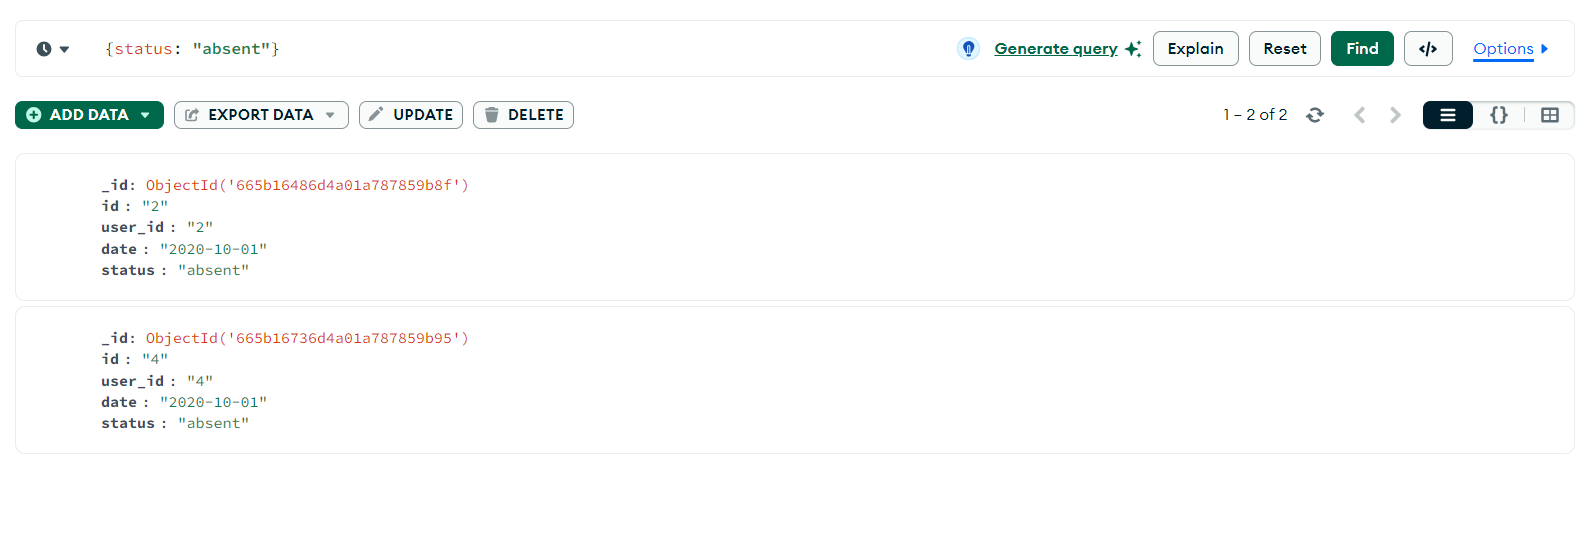 {status: "absent"}
Generate query
Explain
Reset
Find
</>
Options
ADD DATA
EXPORT DATA
UPDATE
DELETE
1 – 2 of 2
{}
_id: ObjectId('665b16486d4a01a787859b8f')
id : "2"
user_id : "2"
date : "2020-10-01"
status : "absent"
_id: ObjectId('665b16736d4a01a787859b95')
id : "4"
user_id : "4"
date : "2020-10-01"
status : "absent"